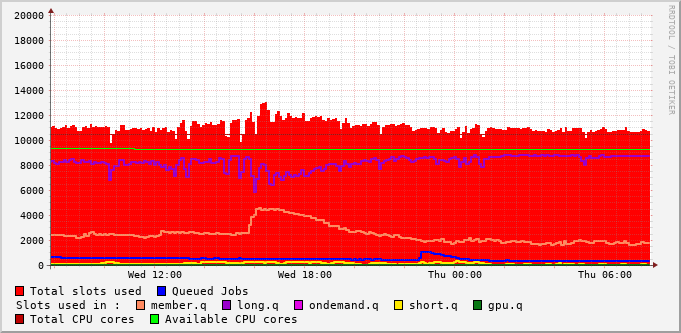 RRDTOOL / TOBI OETIKER
20000
18000
16000
14000
12000
10000
8000
6000
4000
2000
0
Wed 12:00 Wed 18:00 Thu 00:00 Thu 06:00
Total slots used Queued Jobs
Slots used in : member.q long.q ondemand.q short.q gpu.q
Total CPU cores Available CPU cores